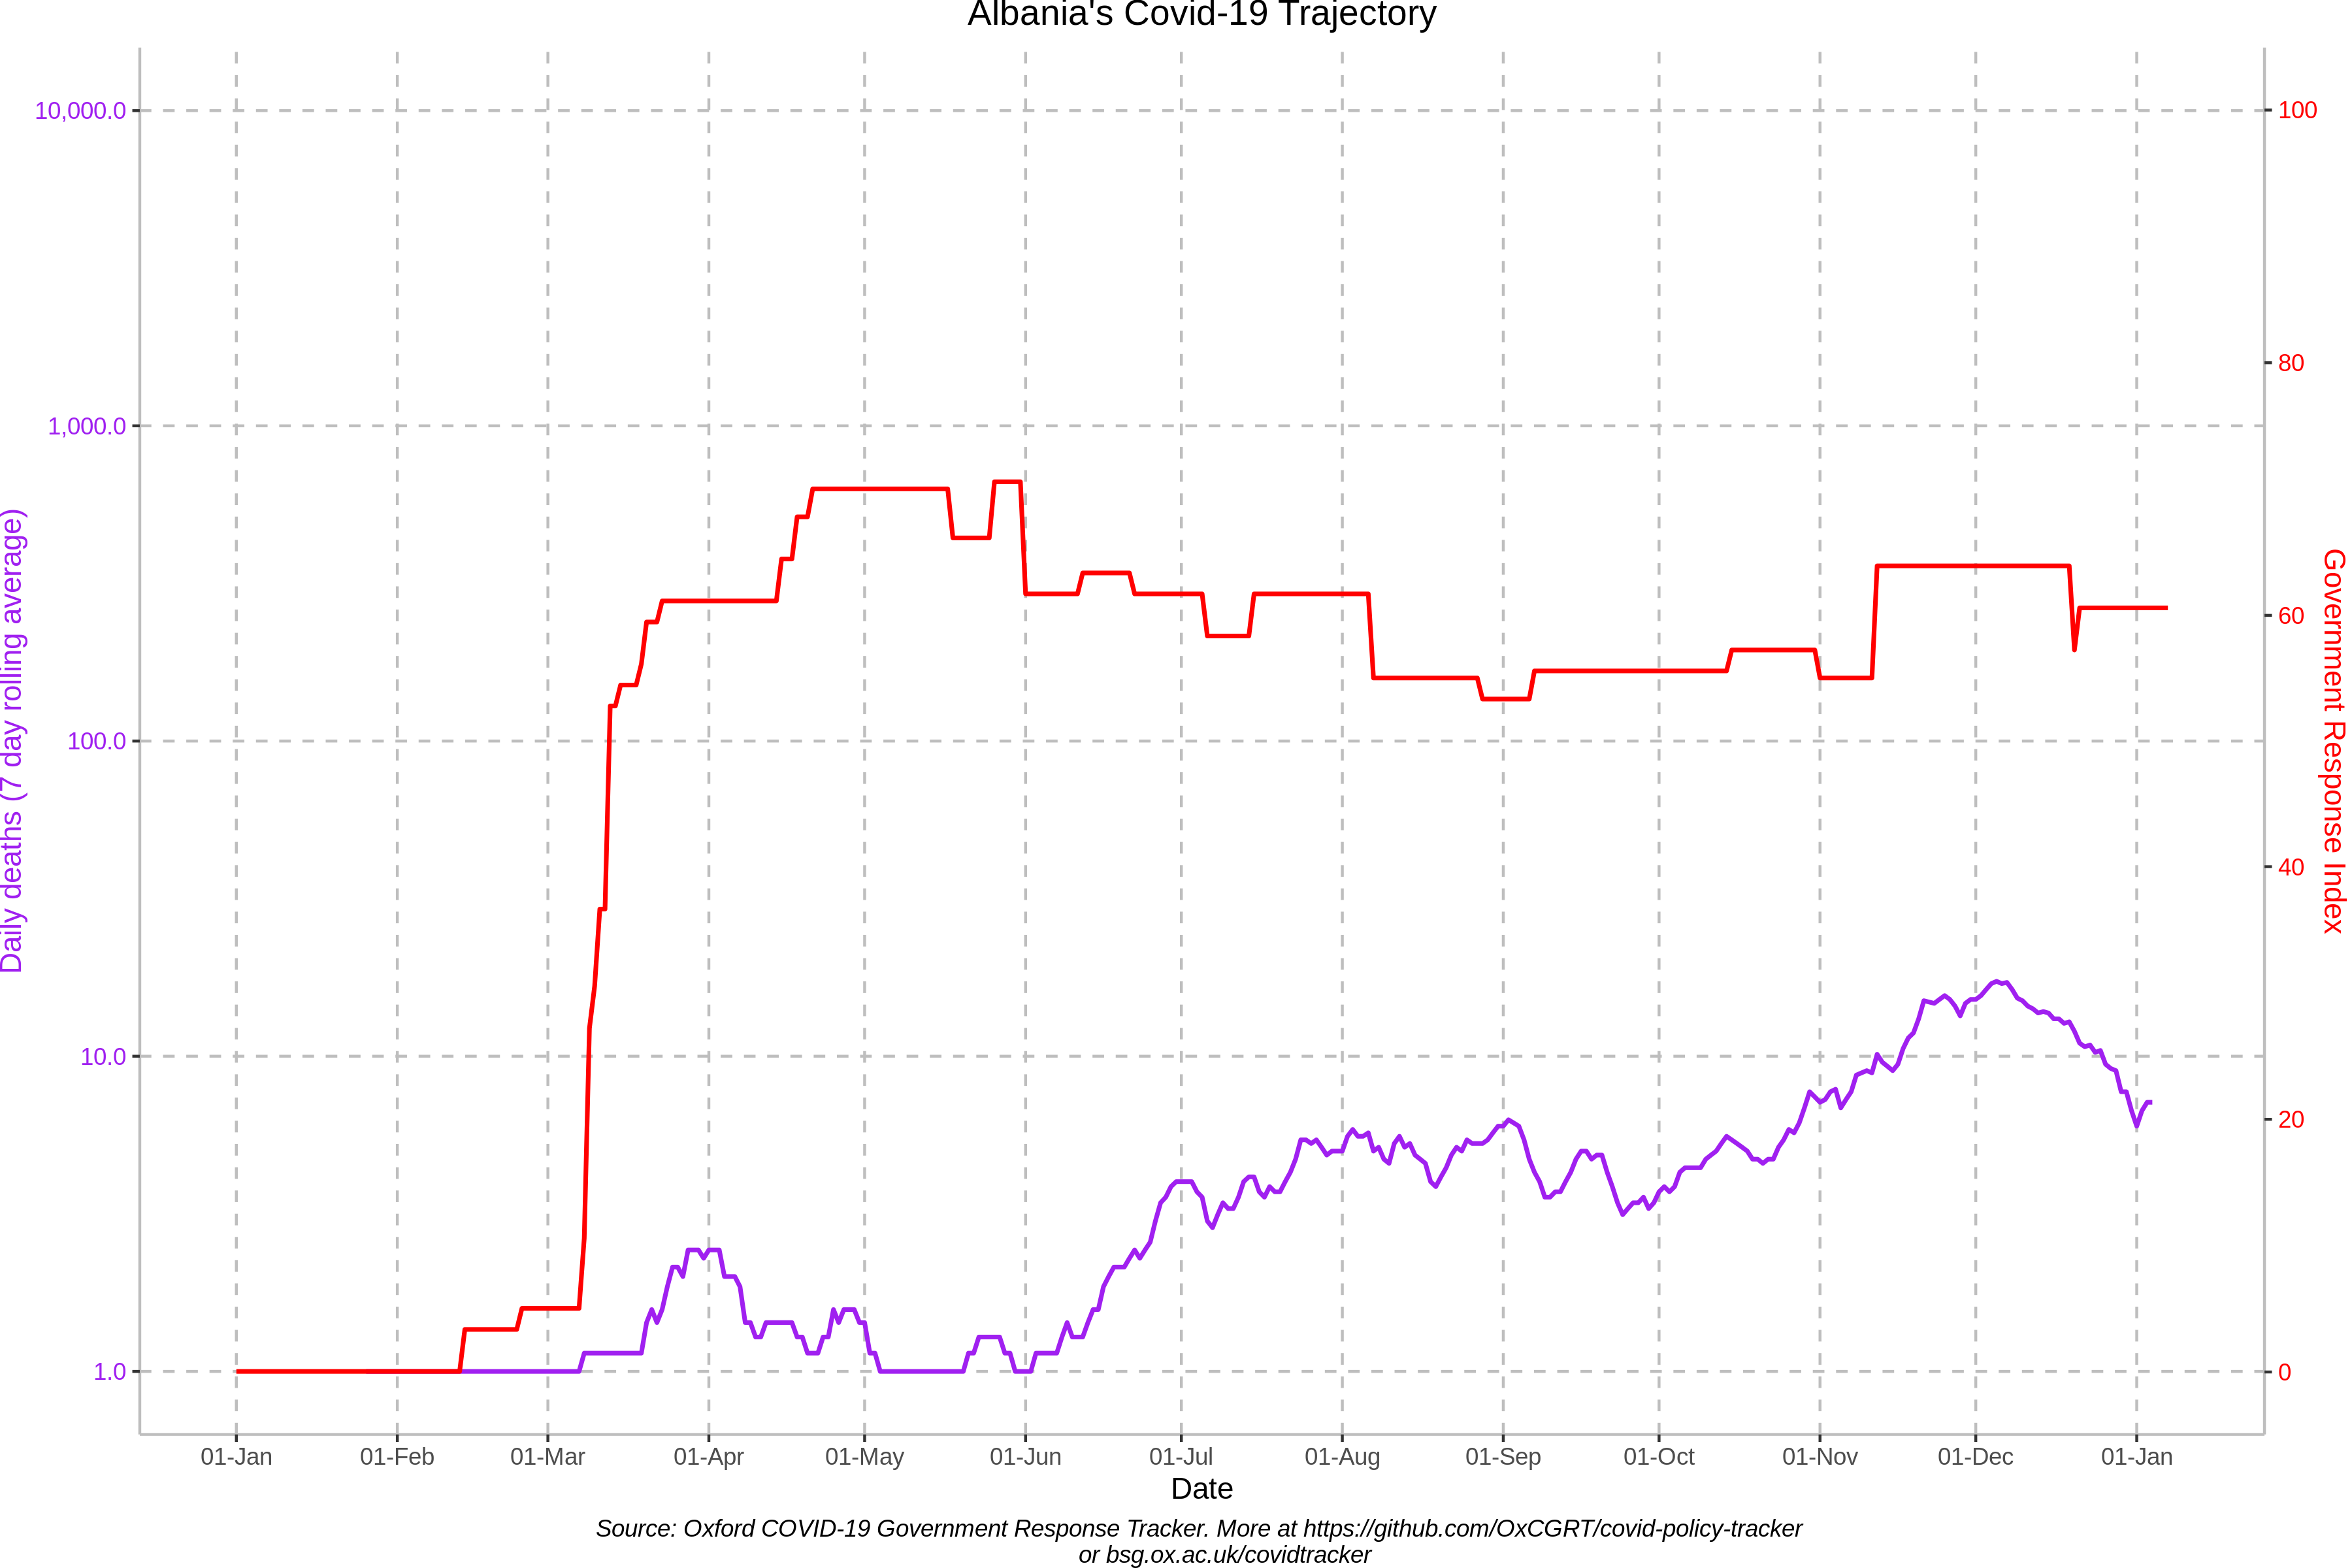 Albania's Covid-19 Trajectory
10,000.0
1,000.0
100.0
10.0
1.0
Daily deaths (7 day rolling average)
100
80
60
40
20
0
Government Response Index
01-Jan 01-Feb 01-Mar 01-Apr 01-May 01-Jun 01-Jul 01-Aug 01-Sep 01-Oct 01-Nov 01-Dec 01-Jan
Date
Source: Oxford COVID-19 Government Response Tracker. More at https://github.com/OxCGRT/covid-policy-tracker
or bsg.ox.ac.uk/covidtracker